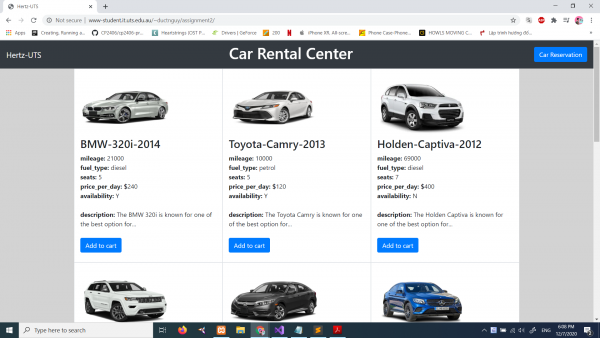 Hertz-UTS
Not secure | www-student.it.uts.edu.au/~ductnguy/assignment2/
Apps
Creating, Running a
CP2406/cp2406-pr...
Heartstrings (OST F
Drivers | GeForce
200
N
iPhone XR, All-scre
Phone Case-Phone...
HOWLS MOVING C
Lập trình hướng đố
Hertz-UTS
Car Rental Center
Car Reservation
BMW-320i-2014
mileage: 21000
fuel_type: diesel
seats: 5
price_per_day: $240
availability: Y
description: The BMW 320i is known for one
of the best option for...
Add to cart
Toyota-Camry-2013
mileage: 10000
fuel_type: petrol
seats: 5
price_per_day: $120
availability: Y
description: The Toyota Camry is known for one
of the best option for...
Add to cart
Holden-Captiva-2012
mileage: 69000
fuel_type: diesel
seats: 7
price_per_day: $400
availability: N
description: The Holden Captiva is known for
one of the best option for...
Add to cart
Type here to search
ENG
6:08 PM
12/7/2020